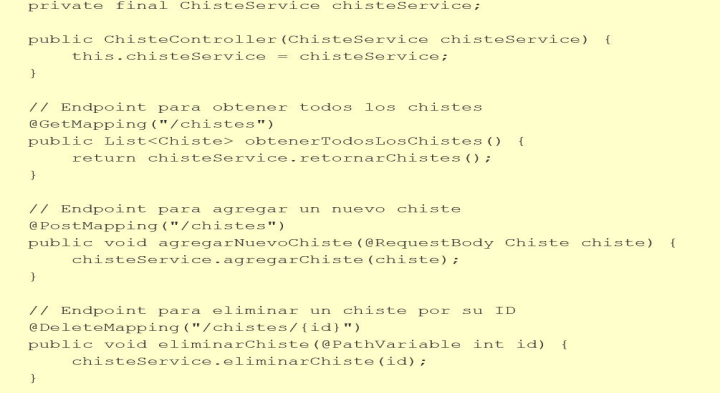 private final ChisteService chisteService;
public ChisteController(ChisteService chisteService) {
this.chisteService = chisteService;
}
// Endpoint para obtener todos los chistes
@GetMapping("/chistes")
public List<Chiste> obtenerTodosLosChistes() {
return chisteService.retornarChistes();
}
// Endpoint para agregar un nuevo chiste
@PostMapping("/chistes")
public void agregarNuevoChiste(@RequestBody Chiste chiste) {
chisteService.agregarChiste(chiste);
}
// Endpoint para eliminar un chiste por su ID
@DeleteMapping("/chistes/{id}")
public void eliminarChiste(@PathVariable int id) {
chisteService.eliminarChiste(id);
}